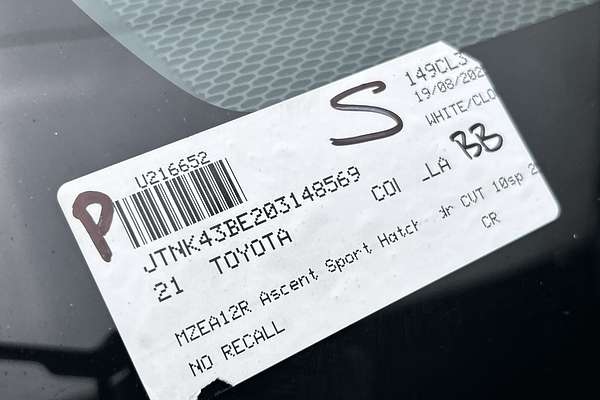 U216652
S
149CL3
19/08/202
WHITE/CLO
P
JTNK43BE203148569
COI
LA
BB
21 TOYOTA
MZEA12R Ascent Sport Hatch CVT 10sp 2
CR
NO RECALL